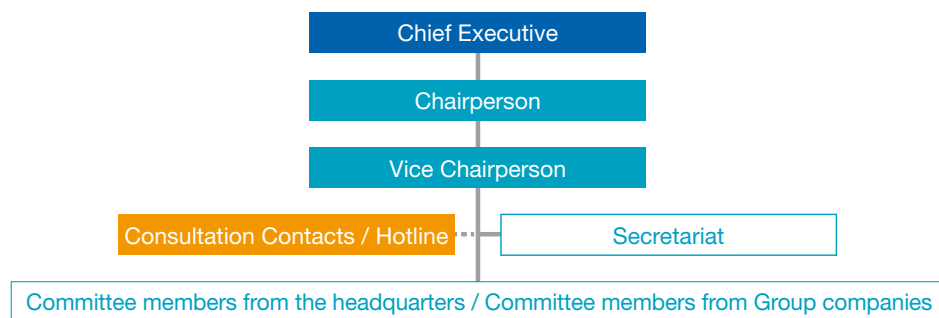 Chief Executive
Chairperson
Vice Chairperson
Consultation Contacts / Hotline
Secretariat
Committee members from the headquarters / Committee members from Group companies